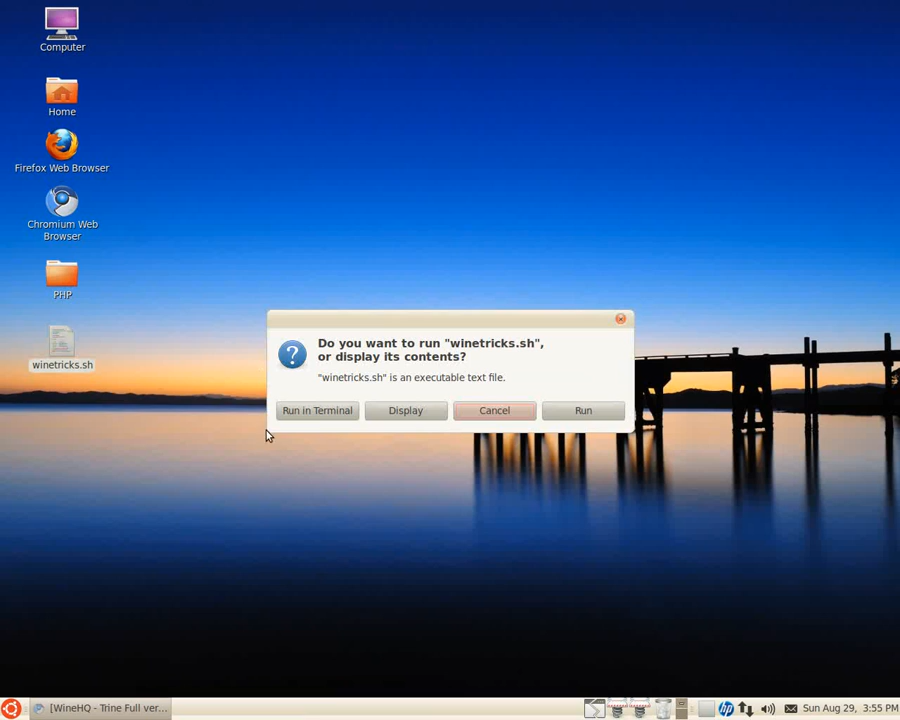 Computer
Home
Firefox Web Browser
Chromium Web
Browser
PHP
winetricks.sh
Do you want to run "winetricks.sh",
or display its contents?
"winetricks.sh" is an executable text file.
Run in Terminal
Display
Cancel
Run
[WineHQ - Trine Full ver...
hp
Sun Aug 29, 3:55 PM